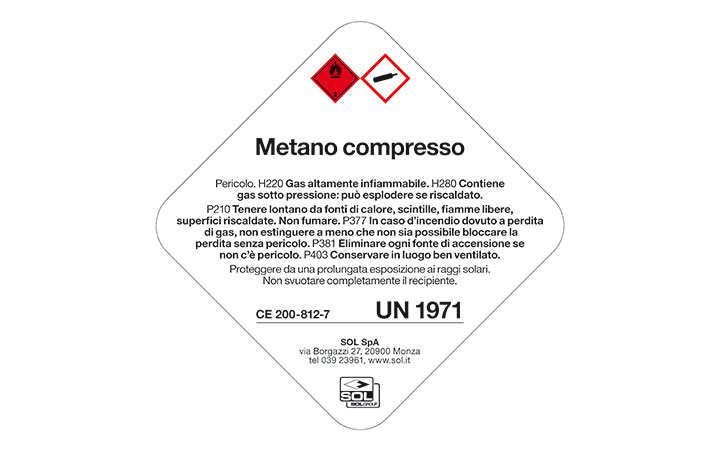 Metano compresso
Pericolo. H220 Gas altamente infiammabile. H280 Contiene
gas sotto pressione: può esplodere se riscaldato.
P210 Tenere lontano da fonti di calore, scintille, fiamme libere,
superfici riscaldate. Non fumare. P377 In caso d'incendio dovuto a perdita
di gas, non estinguere a meno che non sia possibile bloccare la
perdita senza pericolo. P381 Eliminare ogni fonte di accensione se
non c'è pericolo. P403 Conservare in luogo ben ventilato.
Proteggere da una prolungata esposizione ai raggi solari.
Non svuotare completamente il recipiente.
CE 200-812-7 UN 1971
SOL SpA
via Borgazzi 27, 20900 Monza
tel 039 23961, www.sol.it
SOL
SOLGROUP